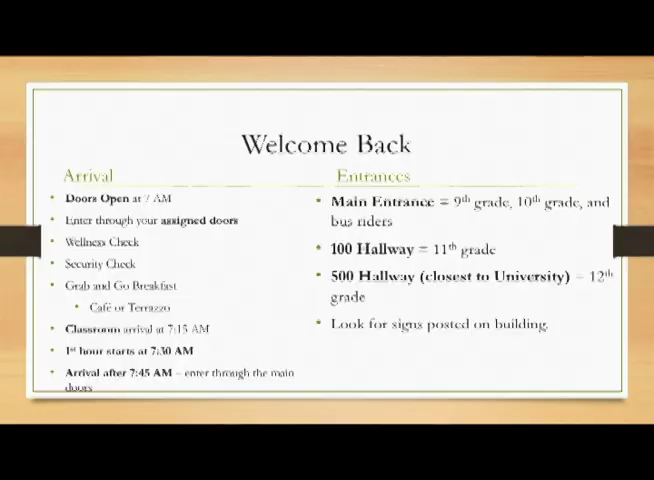 Welcome Back
Arrival
Doors Open at 7 AM
Enter through your assigned doors
Wellness Check
Security Check
Grab and Go Breakfast
Café or Terrazzo
Classroom arrival at 7:15 AM
1st hour starts at 7:30 AM
Arrival after 7:45 AM – enter through the main
doors
Entrances
Main Entrance = 9th grade, 10th grade, and
bus riders
100 Hallway = 11th grade
500 Hallway (closest to University) = 12th
grade
Look for signs posted on building.